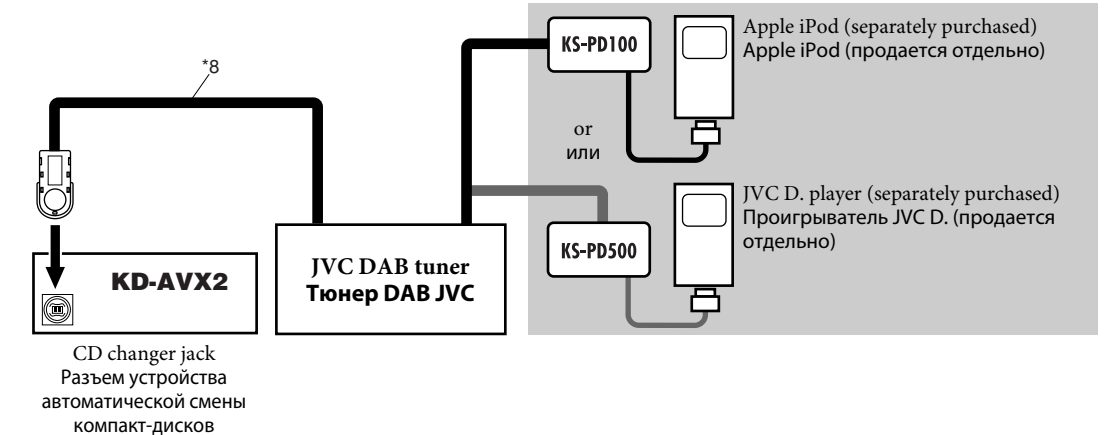 *8
KD-AVX2
CD changer jack
Разъем устройства
автоматической смены
компакт-дисков
JVC DAB tuner
Тюнер DAB JVC
KS-PD100
Apple iPod (separately purchased)
Apple iPod (продается отдельно)
or
или
KS-PD500
JVC D. player (separately purchased)
Проигрыватель JVC D. (продается
отдельно)